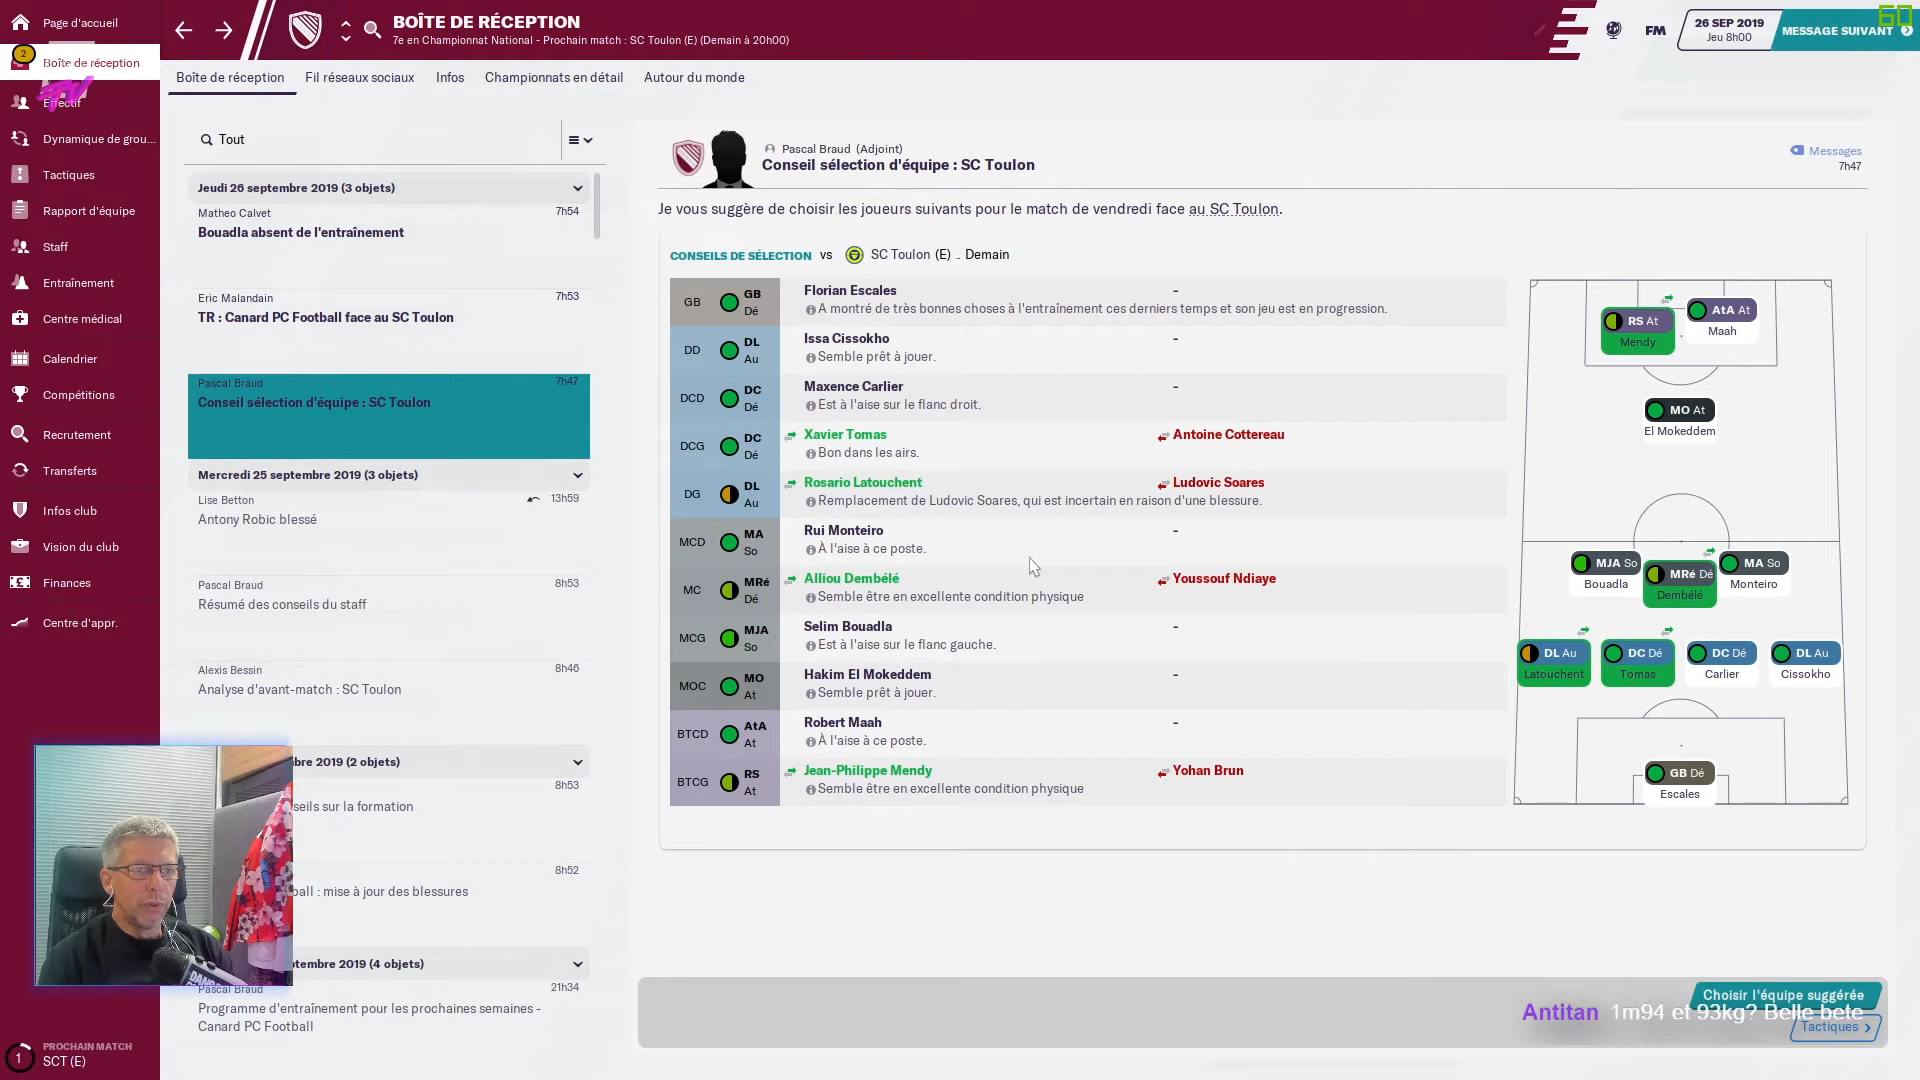 Page d'accueil
2
Boîte de réception
Effectif
Dynamique de grou...
Tactiques
Rapport d'équipe
Staff
Entraînement
Centre médical
Calendrier
Compétitions
Recrutement
Transferts
Infos club
Vision du club
Finances
Centre d'appr.
1
PROCHAIN MATCH
SCT (E)
BOÎTE DE RÉCEPTION
7e en Championnat National - Prochain match : SC Toulon (E) (Demain à 20h00)
FM
26 SEP 2019
Jeu 8h00
MESSAGE SUIVANT
60
Boîte de réception
Fil réseaux sociaux
Infos
Championnats en détail
Autour du monde
Tout
Jeudi 26 septembre 2019 (3 objets)
Matheo Calvet 7h54
Bouadla absent de l'entraînement
Eric Malandain 7h53
TR : Canard PC Football face au SC Toulon
Pascal Braud 7h47
Conseil sélection d'équipe : SC Toulon
Mercredi 25 septembre 2019 (3 objets)
Lise Betton 13h59
Antony Robic blessé
Pascal Braud 8h53
Résumé des conseils du staff
Alexis Bessin 8h46
Analyse d'avant-match : SC Toulon
bre 2019 (2 objets)
8h53
seils sur la formation
8h52
ball : mise à jour des blessures
tembre 2019 (4 objets)
Pascal Braud 21h34
Programme d'entraînement pour les prochaines semaines -
Canard PC Football
Pascal Braud (Adjoint)
Conseil sélection d'équipe : SC Toulon
Messages
7h47
Je vous suggère de choisir les joueurs suivants pour le match de vendredi face au SC Toulon.
CONSEILS DE SÉLECTION vs SC Toulon (E) .. Demain
GB GB Dé Florian Escales -
A montré de très bonnes choses à l'entraînement ces derniers temps et son jeu est en progression.
DD DL Au Issa Cissokho -
Semble prêt à jouer.
DCD DC Dé Maxence Carlier -
Est à l'aise sur le flanc droit.
DCG DC Dé Xavier Tomas Antoine Cottereau
Bon dans les airs.
DG DL Au Rosario Latouchent Ludovic Soares
Remplacement de Ludovic Soares, qui est incertain en raison d'une blessure.
MCD MA So Rui Monteiro -
À l'aise à ce poste.
MC MRé Dé Alliou Dembélé Youssouf Ndiaye
Semble être en excellente condition physique
MCG MJA So Selim Bouadla -
Est à l'aise sur le flanc gauche.
MOC MO At Hakim El Mokeddem -
Semble prêt à jouer.
BTCD AtA At Robert Maah -
À l'aise à ce poste.
BTCG RS At Jean-Philippe Mendy Yohan Brun
Semble être en excellente condition physique
RS At
Mendy
AtA At
Maah
MO At
El Mokeddem
MJA So
Bouadla
MRé Dé
Dembélé
MA So
Monteiro
DL Au
Latouchent
DC Dé
Tomas
DC Dé
Carlier
DL Au
Cissokho
GB Dé
Escales
Choisir l'équipe suggérée
Antitan 1m94 et 93kg? Belle bete
Tactiques